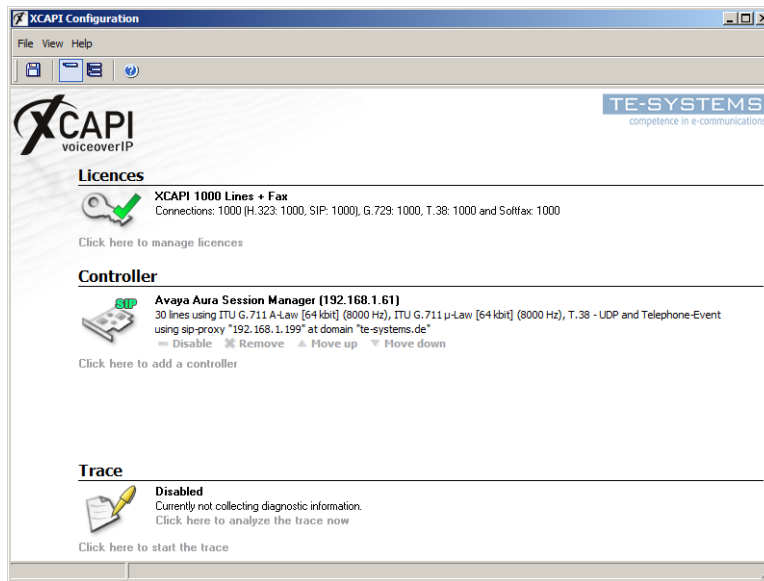 XCAPI Configuration
File View Help
XCAPI
voiceoverIP
TE-SYSTEMS
competence in e-communications
Licences
XCAPI 1000 Lines + Fax
Connections: 1000 (H.323: 1000, SIP: 1000), G.729: 1000, T.38: 1000 and Softfax: 1000
Click here to manage licences
Controller
SIP
Avaya Aura Session Manager (192.168.1.61)
30 lines using ITU G.711 A-Law [64 kbit] (8000 Hz), ITU G.711 µ-Law [64 kbit] (8000 Hz), T.38 - UDP and Telephone-Event
using sip-proxy "192.168.1.199" at domain "te-systems.de"
Disable Remove Move up Move down
Click here to add a controller
Trace
Disabled
Currently not collecting diagnostic information.
Click here to analyze the trace now
Click here to start the trace